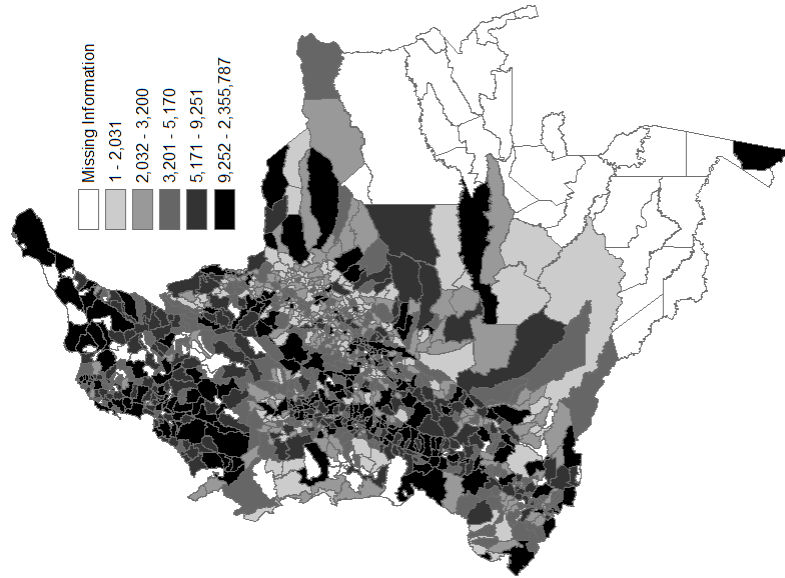 Missing Information
1 - 2,031
2,032 - 3,200
3,201 - 5,170
5,171 - 9,251
9,252 - 2,355,787